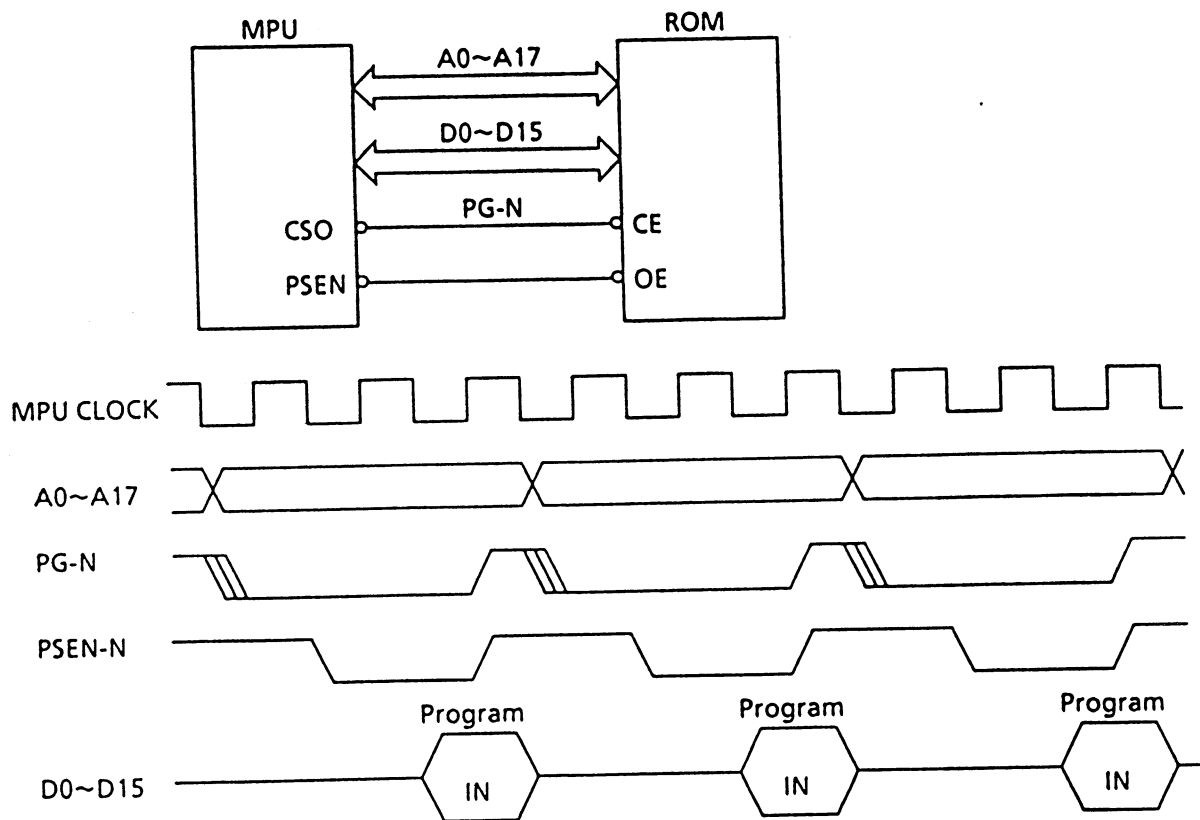 MPU
ROM
A0~A17
D0~D15
PG-N
CSO
CE
PSEN
OE
MPU CLOCK
A0~A17
PG-N
PSEN-N
Program
Program
Program
D0~D15
IN
IN
IN